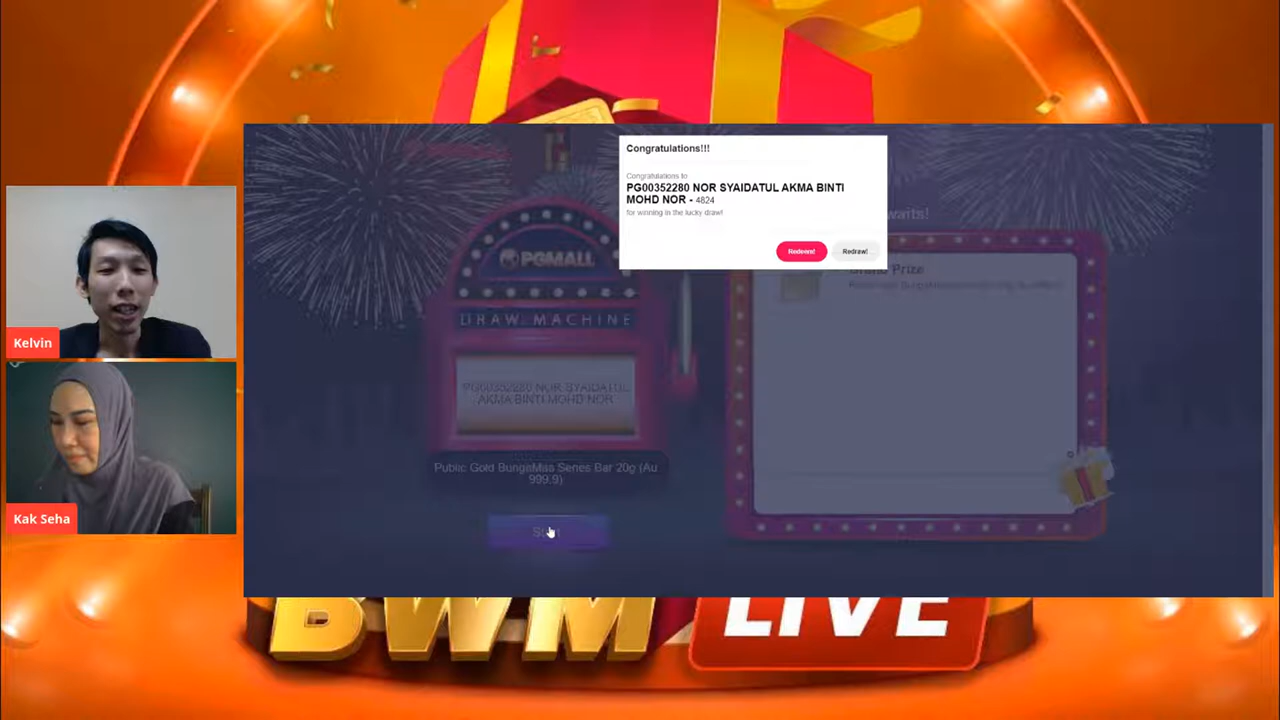 Congratulations!!!
Congratulations to
PG00352280 NOR SYAIDATUL AKMA BINTI
MOHD NOR - 4824
for winning in the lucky draw!
Redeem!
Redraw!
waits!
PGMALL
DRAW MACHINE
Grand Prize
PG00352280 NOR SYAIDATUL
AKMA BINTI MOHD NOR
Public Gold BungaMas Series Bar 20g (Au
999.9)
Kelvin
Kak Seha
BWM
LIVE